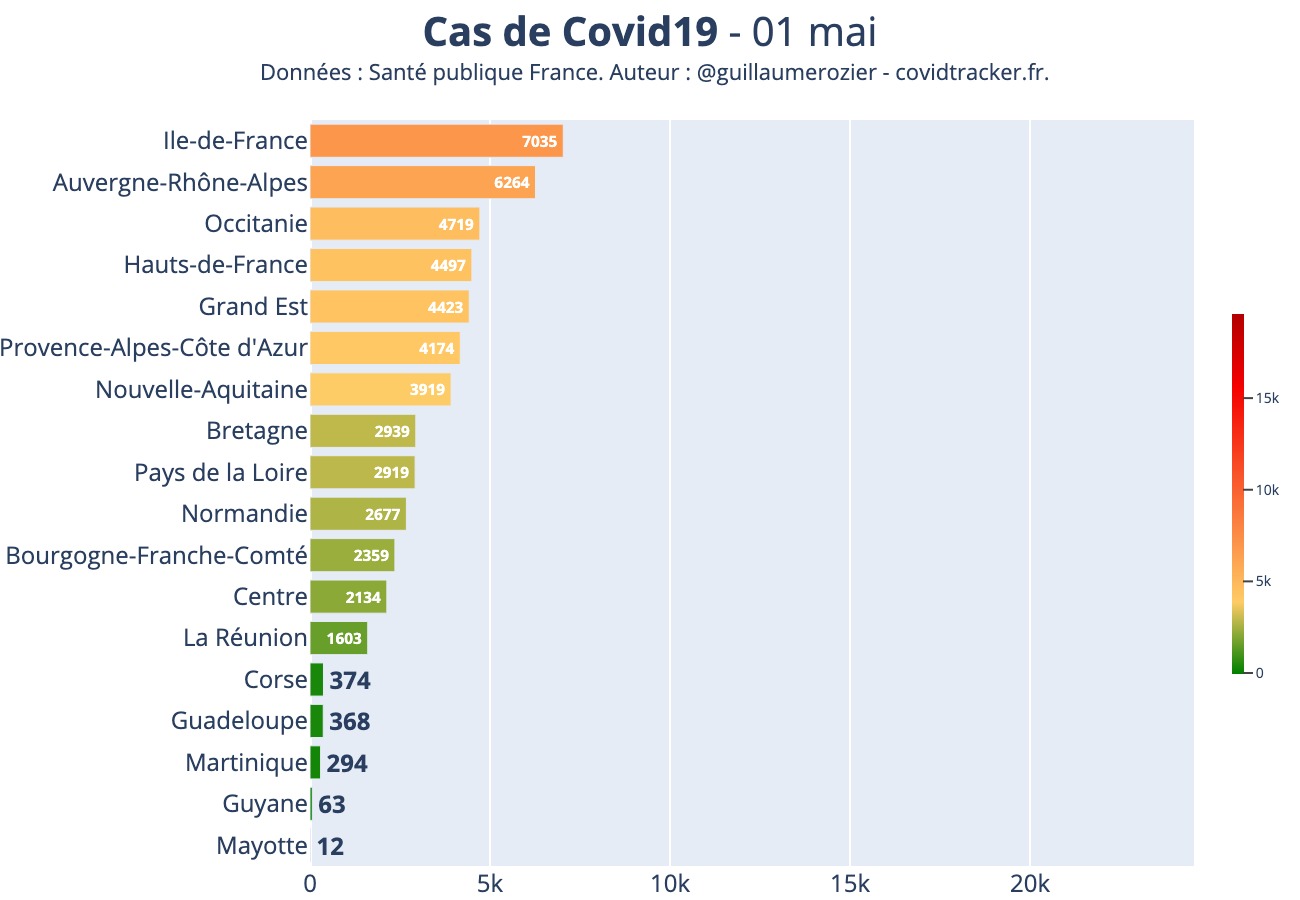 Cas de Covid19 - 01 mai
Données : Santé publique France. Auteur : @guillaumerozier - covidtracker.fr.
Ile-de-France 7035
Auvergne-Rhône-Alpes 6264
Occitanie 4719
Hauts-de-France 4497
Grand Est 4423
Provence-Alpes-Côte d'Azur 4174
Nouvelle-Aquitaine 3919
Bretagne 2939
Pays de la Loire 2919
Normandie 2677
Bourgogne-Franche-Comté 2359
Centre 2134
La Réunion 1603
Corse 374
Guadeloupe 368
Martinique 294
Guyane 63
Mayotte 12
0 5k 10k 15k 20k
15k
10k
5k
0